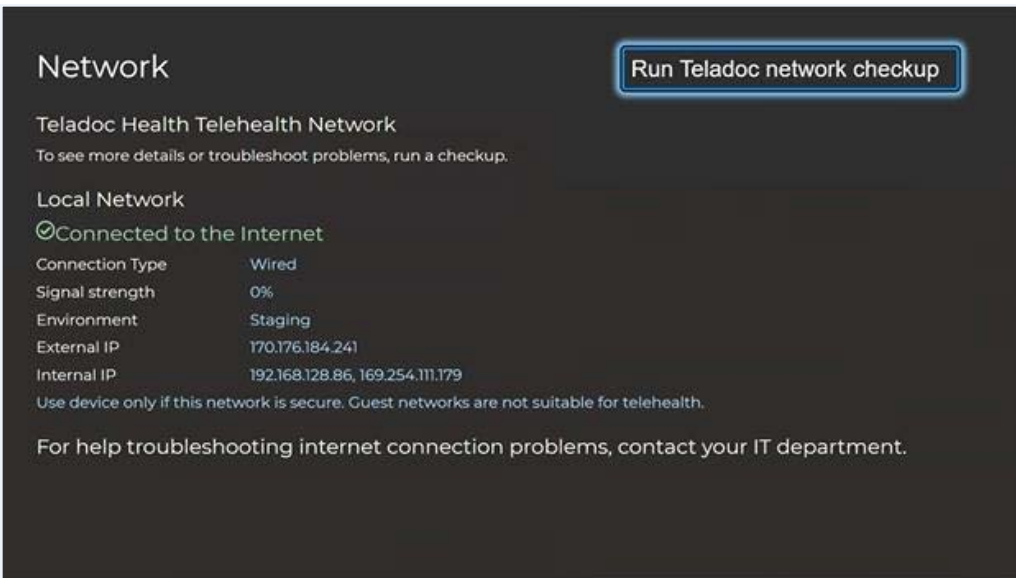 Network
Run Teladoc network checkup
Teladoc Health Telehealth Network
To see more details or troubleshoot problems, run a checkup.
Local Network
Connected to the Internet
Connection Type Wired
Signal strength 0%
Environment Staging
External IP 170.176.184.241
Internal IP 192.168.128.86, 169.254.111.179
Use device only if this network is secure. Guest networks are not suitable for telehealth.
For help troubleshooting internet connection problems, contact your IT department.